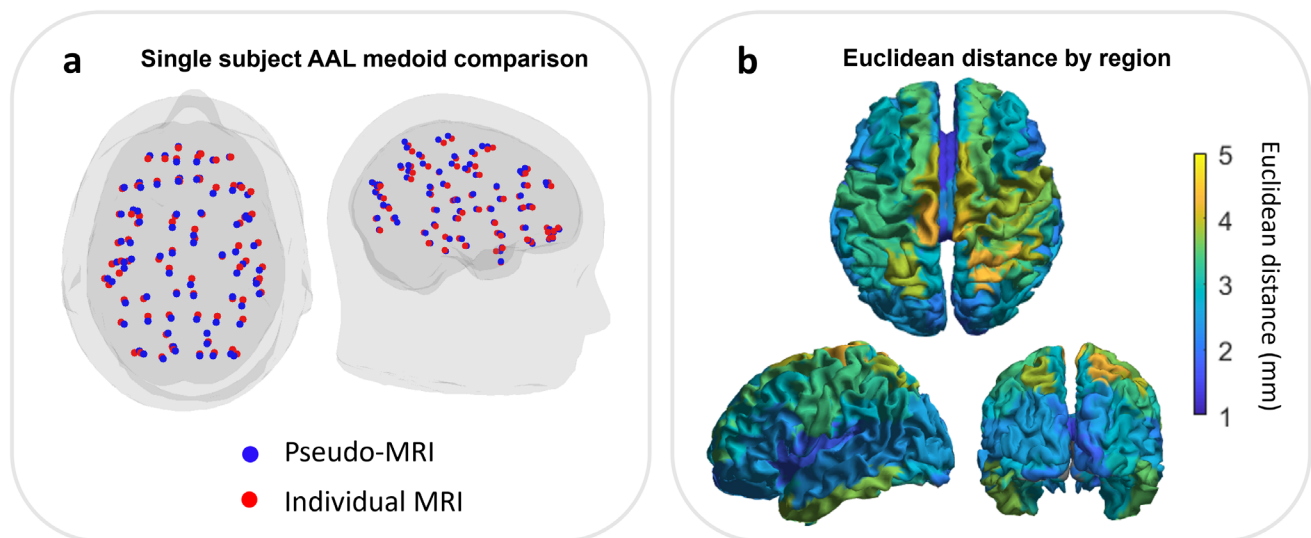 a
Single subject AAL medoid comparison
Pseudo-MRI
Individual MRI
b
Euclidean distance by region
5
4
3
2
1
Euclidean distance (mm)